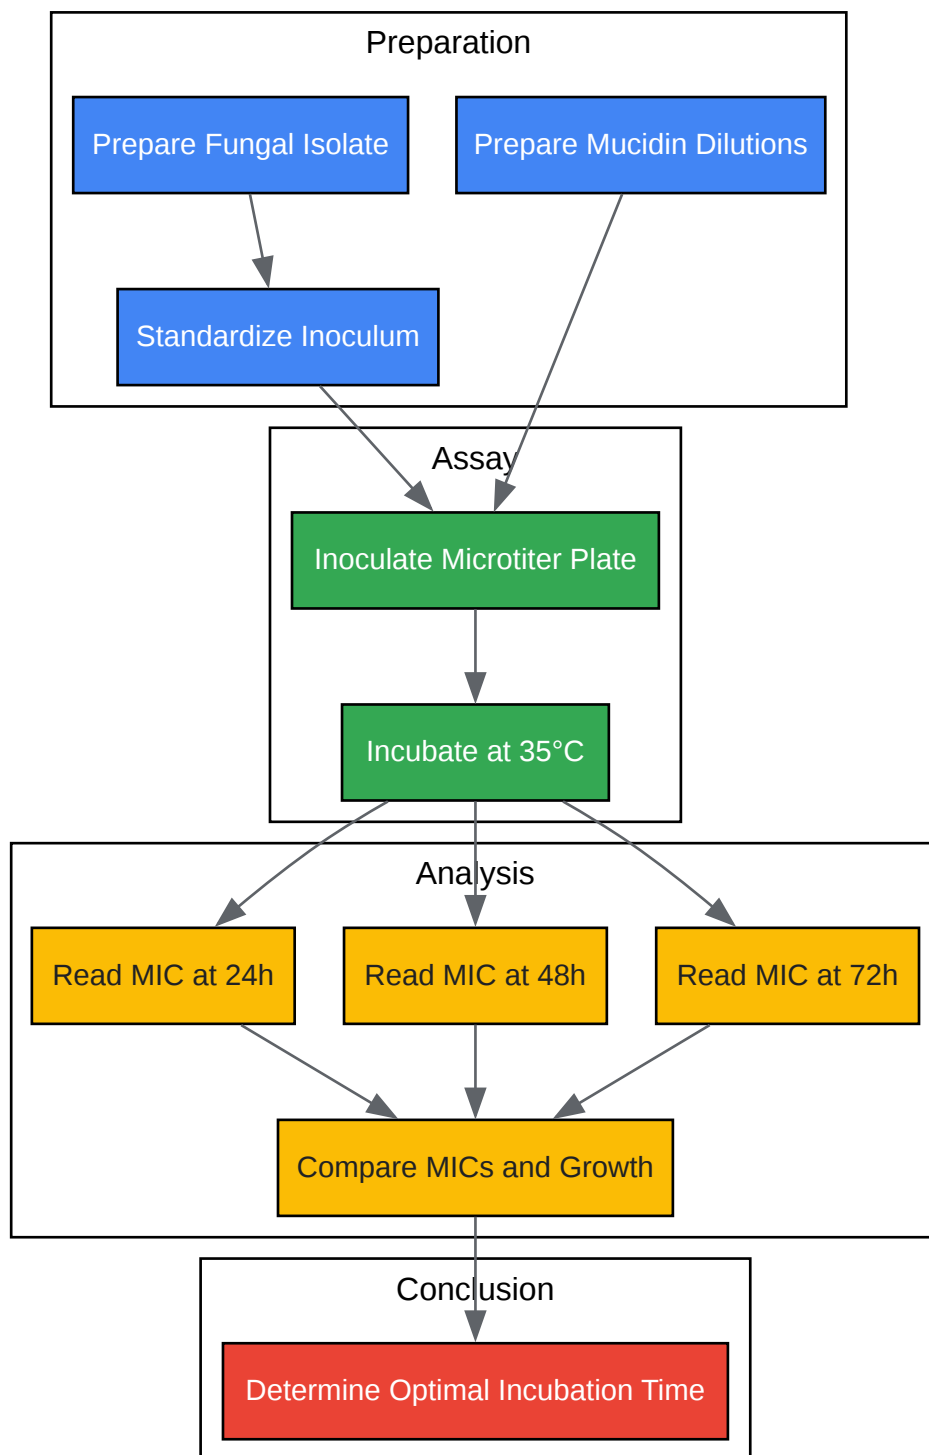 Preparation
Prepare Fungal Isolate
Prepare Mucidin Dilutions
Standardize Inoculum
Assay
Inoculate Microtiter Plate
Incubate at 35°C
Analysis
Read MIC at 24h
Read MIC at 48h
Read MIC at 72h
Compare MICs and Growth
Conclusion
Determine Optimal Incubation Time